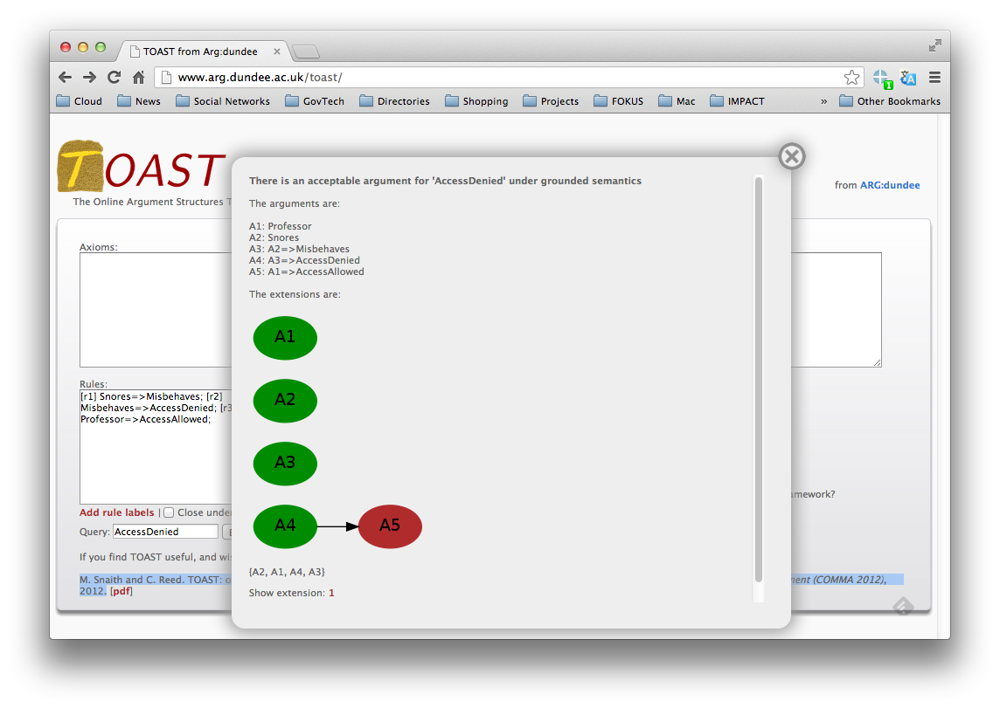 TOAST from Arg:dundee
www.arg.dundee.ac.uk/toast/
1
Cloud News Social Networks GovTech Directories Shopping Projects FOKUS Mac IMPACT » Other Bookmarks
TOAST
The Online Argument Structures
from ARG:dundee
There is an acceptable argument for 'AccessDenied' under grounded semantics
The arguments are:
A1: Professor
A2: Snores
A3: A2=>Misbehaves
A4: A3=>AccessDenied
A5: A1=>AccessAllowed
The extensions are:
A1
A2
A3
A4 A5
{A2, A1, A4, A3}
Show extension: 1
Axioms:
Rules:
[r1] Snores=>Misbehaves; [r2]
Misbehaves=>AccessDenied; [r3
Professor=>AccessAllowed;
Add rule labels | Close unde
mework?
Query: AccessDenied
If you find TOAST useful, and wis
M. Snaith and C. Reed. TOAST: o
nent (COMMA 2012),
2012. [pdf]